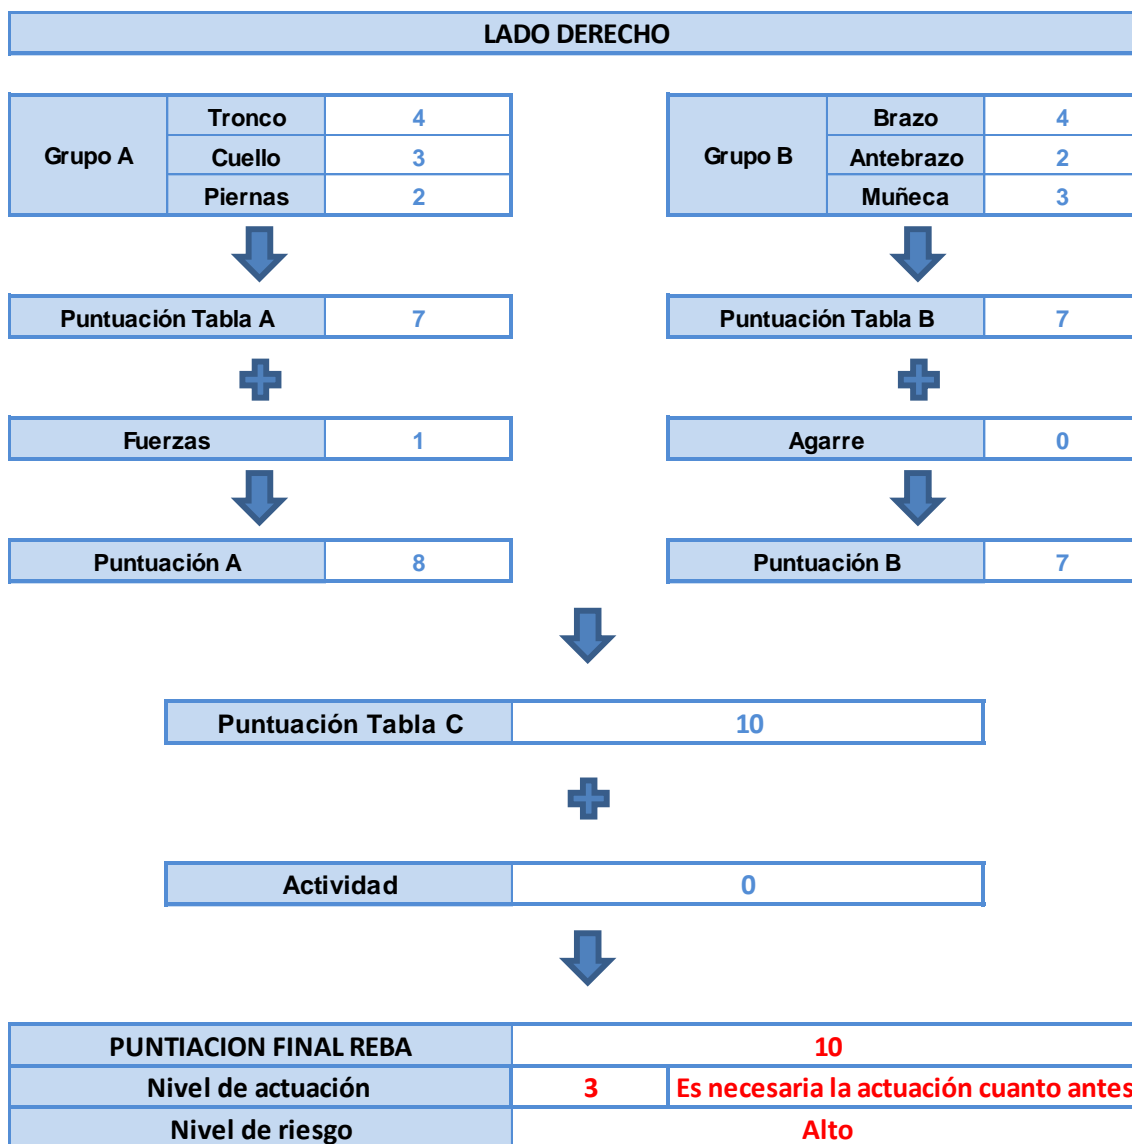 LADO DERECHO
Grupo A
Tronco 4
Cuello 3
Piernas 2
Grupo B
Brazo 4
Antebrazo 2
Muñeca 3
Puntuación Tabla A 7
Puntuación Tabla B 7
Fuerzas 1
Agarre 0
Puntuación A 8
Puntuación B 7
Puntuación Tabla C 10
Actividad 0
PUNTIACION FINAL REBA 10
Nivel de actuación 3 Es necesaria la actuación cuanto antes
Nivel de riesgo Alto